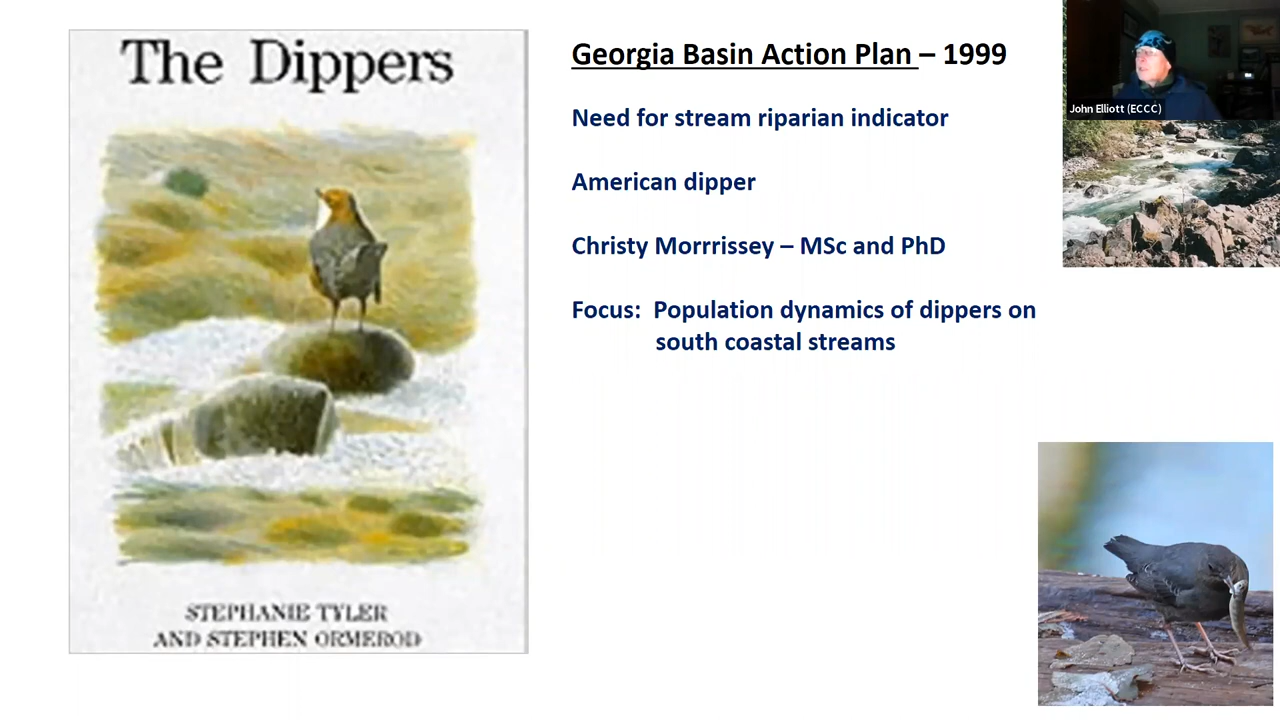 The Dippers
STEPHANIE TYLER
AND STEPHEN ORMEROD
Georgia Basin Action Plan – 1999
Need for stream riparian indicator
American dipper
Christy Morrrissey – MSc and PhD
Focus: Population dynamics of dippers on
south coastal streams
John Elliott (ECCC)